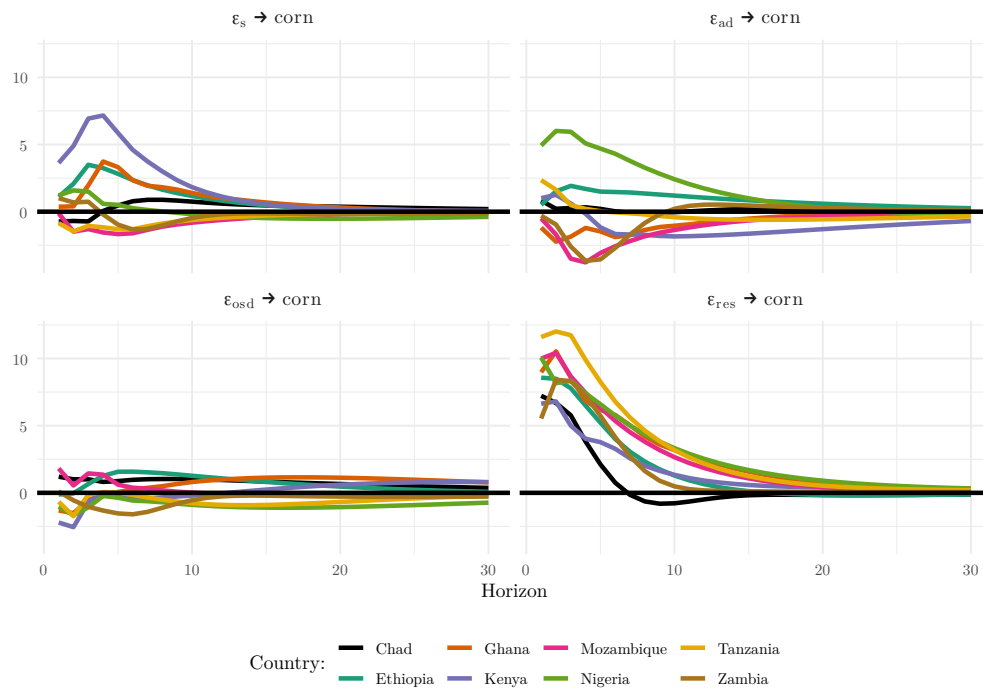 εs → corn
εad → corn
10
5
0
εosd → corn
εres → corn
10
5
0
0 10 20 30 0 10 20 30
Horizon
Country:
Chad Ghana Mozambique Tanzania
Ethiopia Kenya Nigeria Zambia